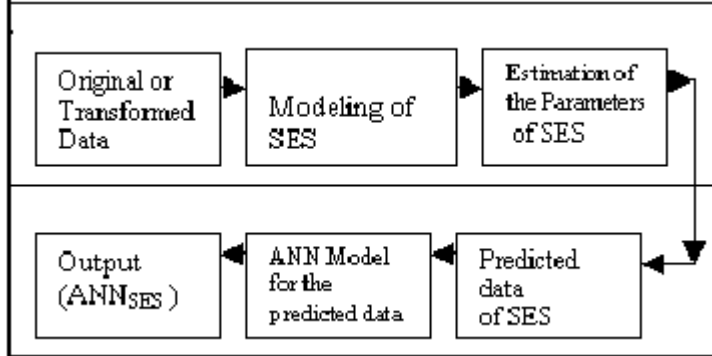 Original or
Transformed
Data
Modeling of
SES
Estimation of
the Parameters
of SES
Output
(ANNSES )
ANN Model
for the
predicted data
Predicted
data
of SES